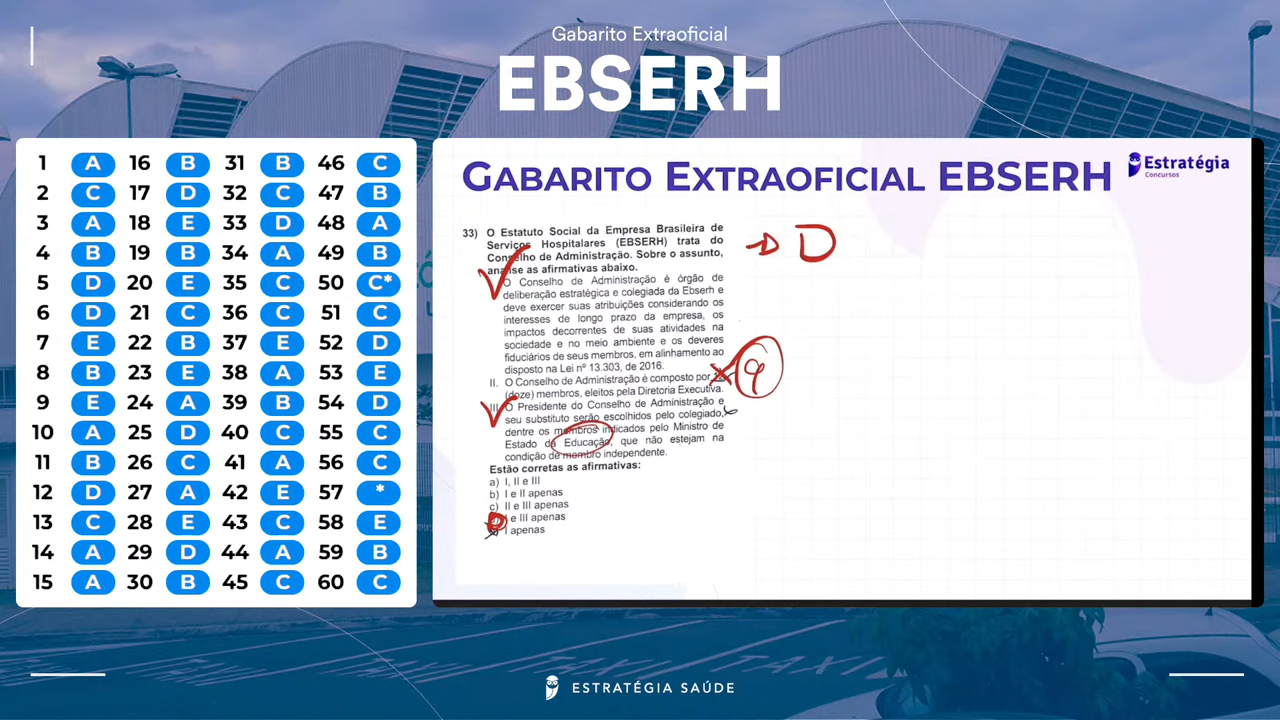 Gabarito Extraoficial
EBSERH
1 A 16 B 31 B 46 C
2 C 17 D 32 C 47 B
3 A 18 E 33 D 48 A
4 B 19 B 34 A 49 B
5 D 20 E 35 C 50 C*
6 D 21 C 36 C 51 C
7 E 22 B 37 E 52 D
8 B 23 E 38 A 53 E
9 E 24 A 39 B 54 D
10 A 25 D 40 C 55 C
11 B 26 C 41 A 56 C
12 D 27 A 42 E 57 *
13 C 28 E 43 C 58 E
14 A 29 D 44 A 59 B
15 A 30 B 45 C 60 C
GABARITO EXTRAOFICIAL EBSERH
Estratégia
Concursos
33) O Estatuto Social da Empresa Brasileira de
Serviços Hospitalares (EBSERH) trata do
Conselho de Administração. Sobre o assunto,
analise as afirmativas abaixo.
O Conselho de Administração é órgão de
deliberação estratégica e colegiada da Ebserh e
deve exercer suas atribuições considerando os
interesses de longo prazo da empresa, os
impactos decorrentes de suas atividades na
sociedade e no meio ambiente e os deveres
fiduciários de seus membros, em alinhamento ao
disposto na Lei nº 13.303, de 2016.
II. O Conselho de Administração é composto por
(doze) membros, eleitos pela Diretoria Executiva.
III. O Presidente do Conselho de Administração e
seu substituto serão escolhidos pelo colegiado,
dentre os membros indicados pelo Ministro de
Estado da Educação, que não estejam na
condição de membro independente.
Estão corretas as afirmativas:
a) I, II e III
b) I e II apenas
c) II e III apenas
I e III apenas
I apenas
D
9
ESTRATÉGIA SAÚDE